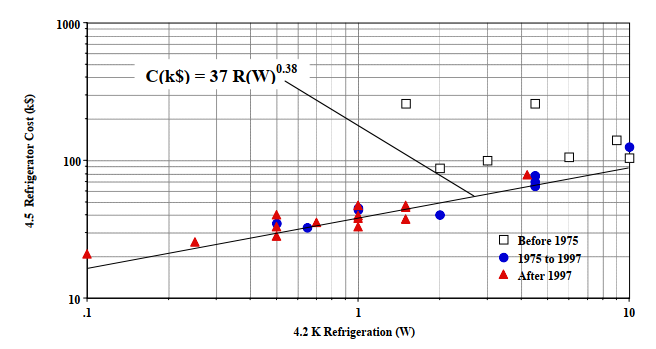 1000
C(k$) = 37 R(W)^0.38
4.5 Refrigerator Cost (k$)
100
Before 1975
1975 to 1997
After 1997
10
.1
1
10
4.2 K Refrigeration (W)